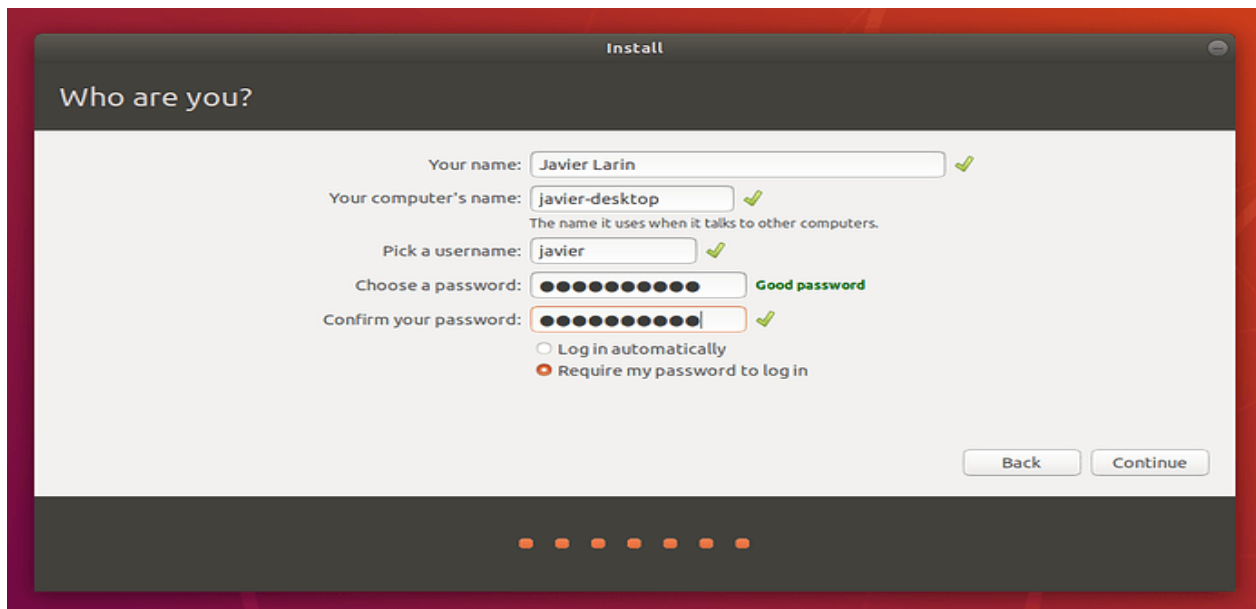 Install
Who are you?
Your name: Javier Larin
Your computer's name: javier-desktop
The name it uses when it talks to other computers.
Pick a username: javier
Choose a password: ●●●●●●●●●● Good password
Confirm your password: ●●●●●●●●●●
Log in automatically
Require my password to log in
Back Continue